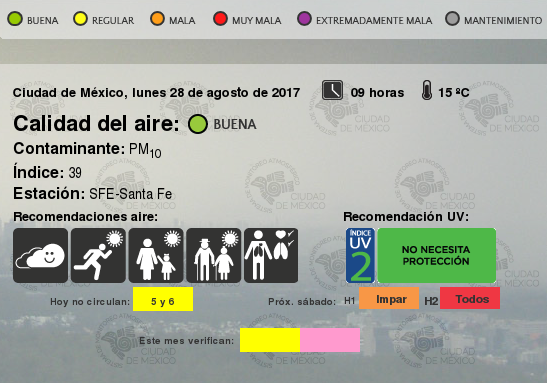 BUENA REGULAR MALA MUY MALA EXTREMADAMENTE MALA MANTENIMIENTO
Ciudad de México, lunes 28 de agosto de 2017 09 horas 15 ºC
Calidad del aire: BUENA
Contaminante: PM10
Índice: 39
Estación: SFE-Santa Fe
Recomendaciones aire: Recomendación UV:
ÍNDICE
UV
2
NO NECESITA
PROTECCIÓN
Hoy no circulan: 5 y 6 Próx. sábado: H1 Impar H2 Todos
Este mes verifican:
CIUDAD
DE MÉXICO